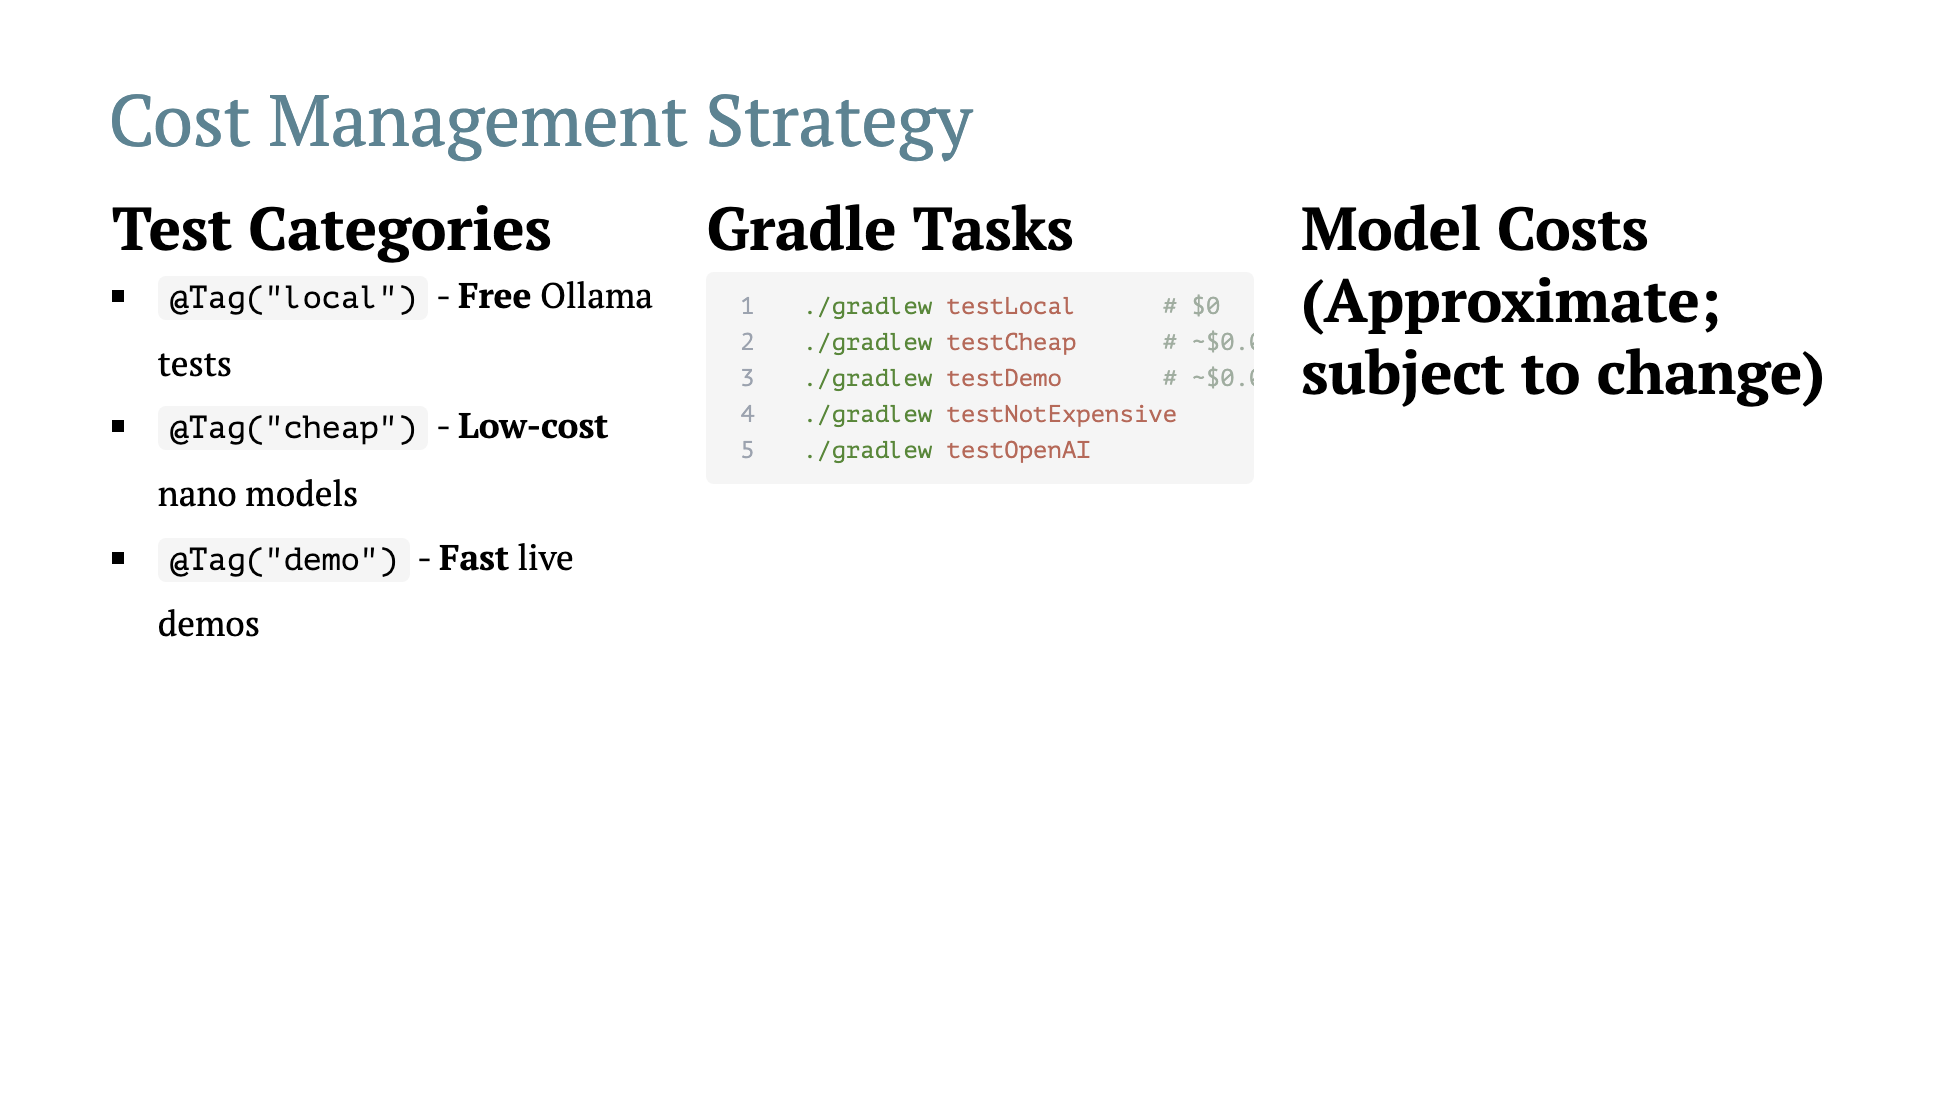 Cost Management Strategy
Test Categories
▪ @Tag("local") - Free Ollama
tests
▪ @Tag("cheap") - Low-cost
nano models
▪ @Tag("demo") - Fast live
demos
Gradle Tasks
1 ./gradlew testLocal # $0
2 ./gradlew testCheap # ~$0.
3 ./gradlew testDemo # ~$0.
4 ./gradlew testNotExpensive
5 ./gradlew testOpenAI
Model Costs
(Approximate;
subject to change)